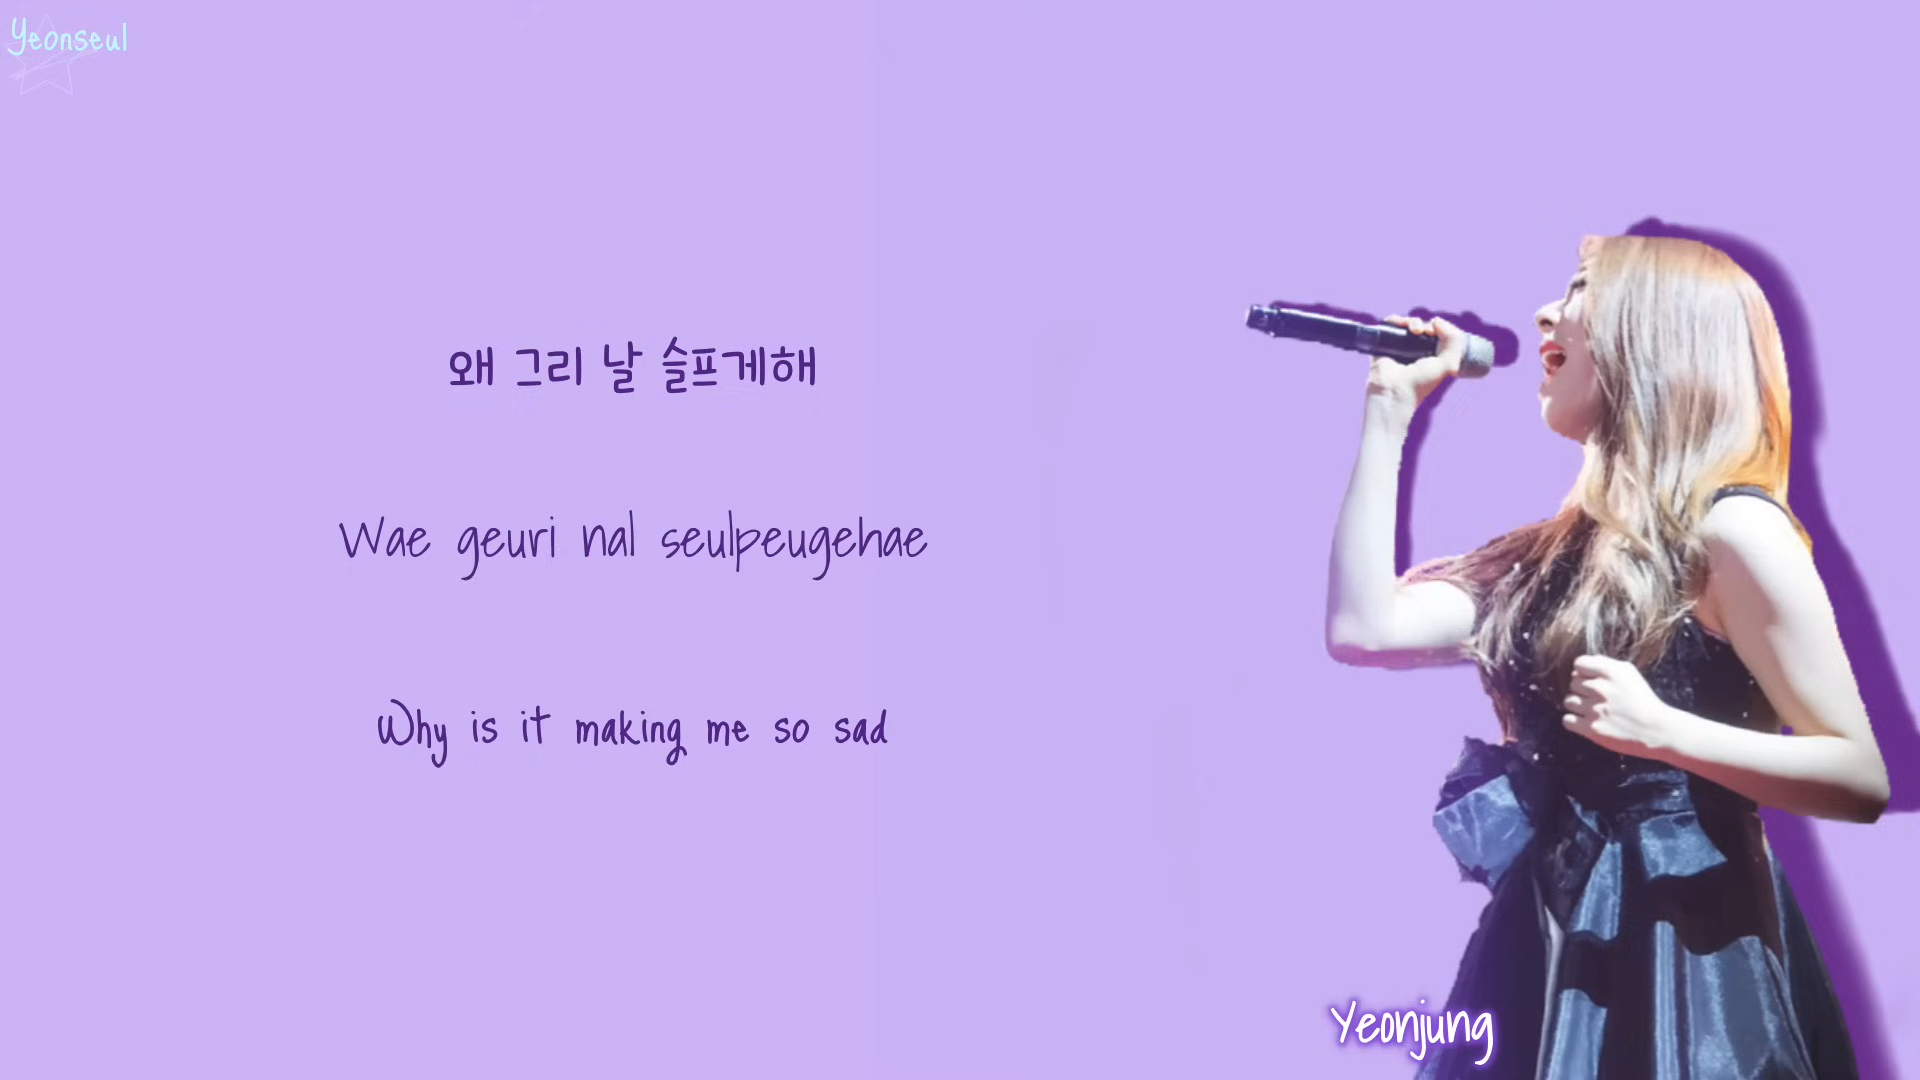 Yeonseul
왜 그리 날 슬프게해
Wae geuri nal seulpeugehae
Why is it making me so sad
Yeonjung